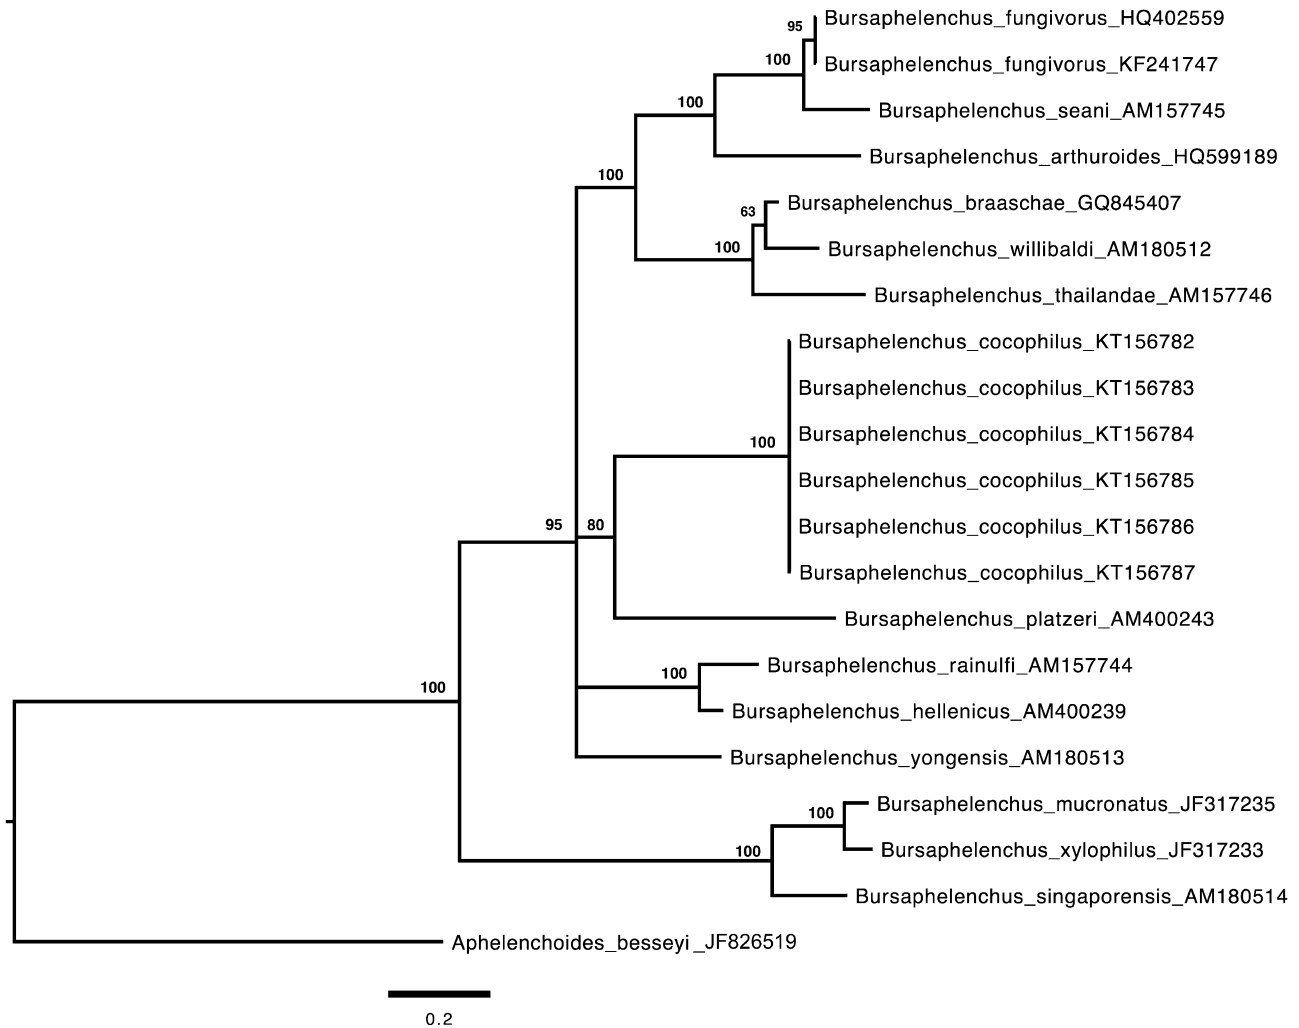 95
Bursaphelenchus_fungivorus_HQ402559
100
Bursaphelenchus_fungivorus_KF241747
100
Bursaphelenchus_seani_AM157745
Bursaphelenchus_arthuroides_HQ599189
100
63
Bursaphelenchus_braaschae_GQ845407
100
Bursaphelenchus_willibaldi_AM180512
Bursaphelenchus_thailandae_AM157746
Bursaphelenchus_cocophilus_KT156782
Bursaphelenchus_cocophilus_KT156783
100
Bursaphelenchus_cocophilus_KT156784
Bursaphelenchus_cocophilus_KT156785
95
80
Bursaphelenchus_cocophilus_KT156786
Bursaphelenchus_cocophilus_KT156787
Bursaphelenchus_platzeri_AM400243
100
Bursaphelenchus_rainulfi_AM157744
100
Bursaphelenchus_hellenicus_AM400239
Bursaphelenchus_yongensis_AM180513
100
Bursaphelenchus_mucronatus_JF317235
100
Bursaphelenchus_xylophilus_JF317233
Bursaphelenchus_singaporensis_AM180514
Aphelenchoides_besseyi_JF826519
0.2